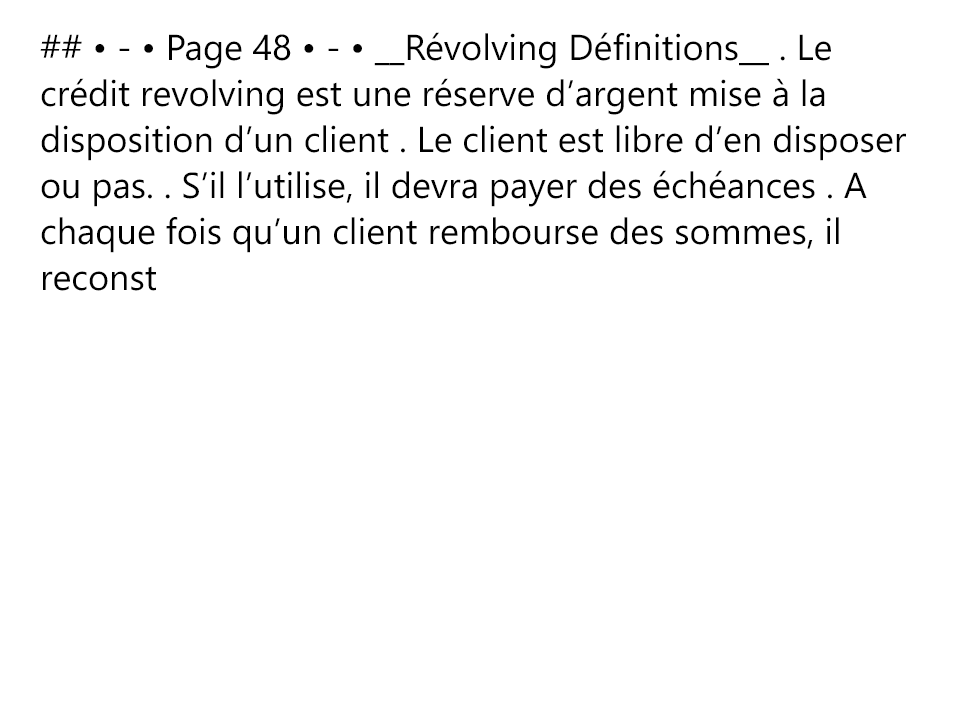 ## • - • Page 48 • - • __Révolving Définitions__ . Le
crédit revolving est une réserve d’argent mise à la
disposition d’un client . Le client est libre d’en disposer
ou pas. . S’il l’utilise, il devra payer des échéances . A
chaque fois qu’un client rembourse des sommes, il
reconst